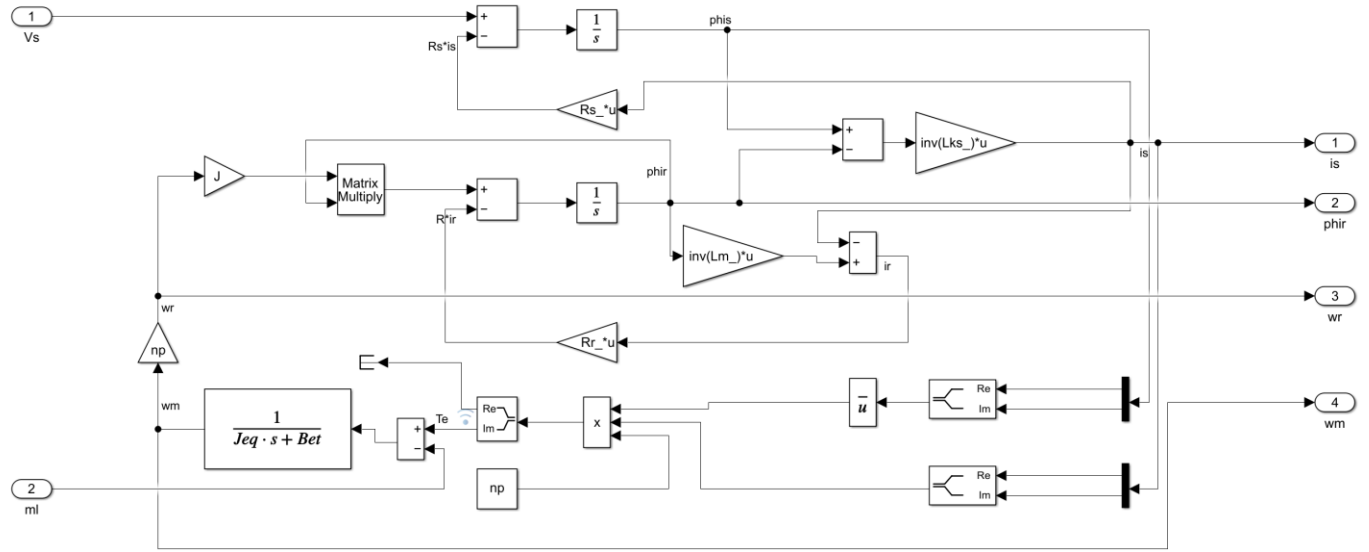 1
Vs
+
−
Rs*is
1
s
phis
Rs_*u
+
−
inv(Lks_)*u
is
1
is
J
Matrix
Multiply
+
−
R*ir
1
s
phir
2
phir
inv(Lm_)*u
−
+
ir
wr
3
wr
np
Rr_*u
wm
1
Jeq · s + Bet
+
−
Te
Re
Im
x
u
Re
Im
4
wm
2
ml
np
Re
Im